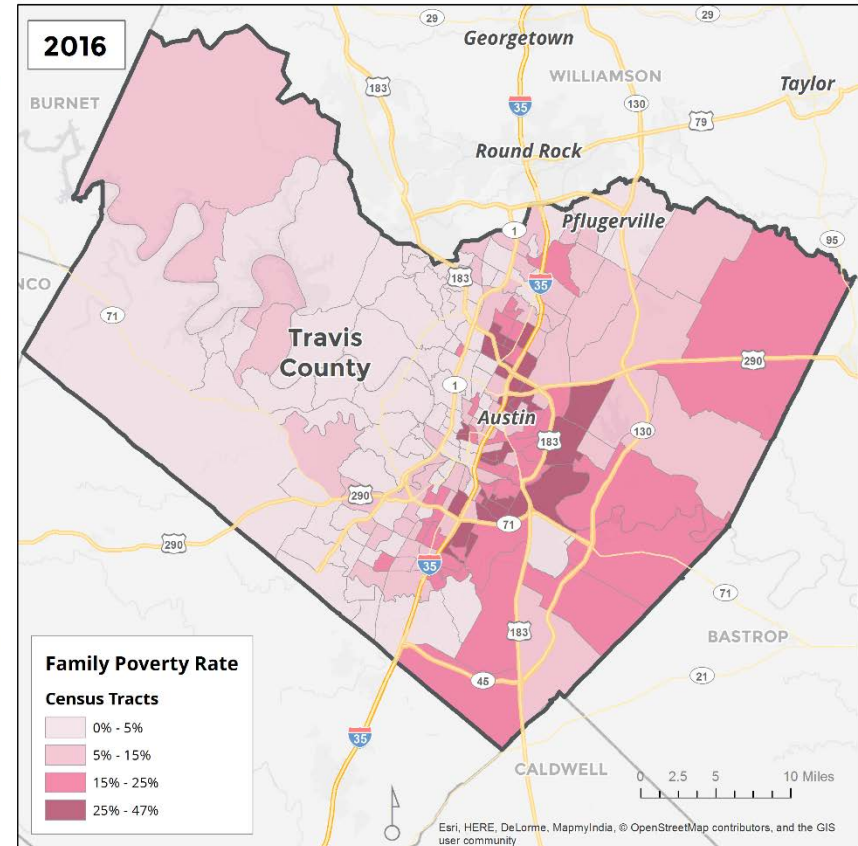 2016
29
29
Georgetown
WILLIAMSON
Taylor
BURNET
183
130
35
79
Round Rock
Pflugerville
1
95
183
35
NCO
71
Travis
County
290
1
Austin
183
130
290
71
290
35
71
183
BASTROP
45
21
35
CALDWELL
Family Poverty Rate
Census Tracts
0% - 5%
5% - 15%
15% - 25%
25% - 47%
0 2.5 5 10 Miles
Esri, HERE, DeLorme, MapmyIndia, © OpenStreetMap contributors, and the GIS
user community